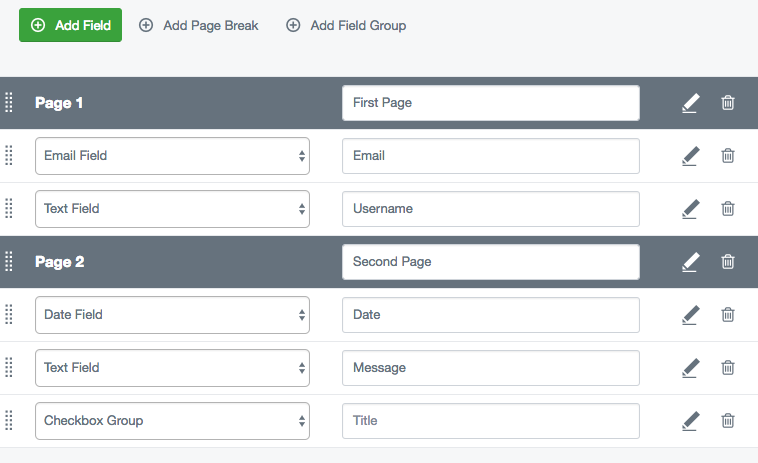 Add Field Add Page Break Add Field Group
Page 1 First Page
Email Field Email
Text Field Username
Page 2 Second Page
Date Field Date
Text Field Message
Checkbox Group Title